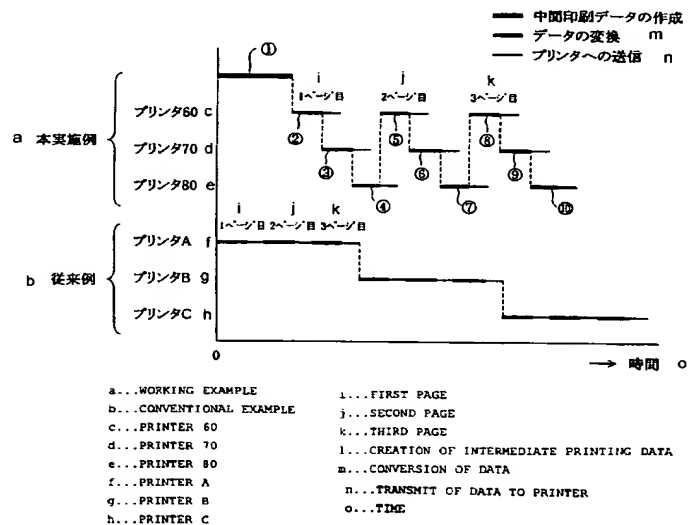 中間印刷データの作成
データの変換 m
プリンタへの送信 n
①
i j k
1ページ目 2ページ目 3ページ目
a 本実施例
プリンタ60 c
② ⑤ ⑧
プリンタ70 d
③ ⑥ ⑨
プリンタ80 e
④ ⑦ ⑩
i j k
1ページ目 2ページ目 3ページ目
b 従来例
プリンタA f
プリンタB g
プリンタC h
0
→ 時間 o
a...WORKING EXAMPLE
b...CONVENTIONAL EXAMPLE
c...PRINTER 60
d...PRINTER 70
e...PRINTER 80
f...PRINTER A
g...PRINTER B
h...PRINTER C
i...FIRST PAGE
j...SECOND PAGE
k...THIRD PAGE
l...CREATION OF INTERMEDIATE PRINTING DATA
m...CONVERSION OF DATA
n...TRANSMIT OF DATA TO PRINTER
o...TIME